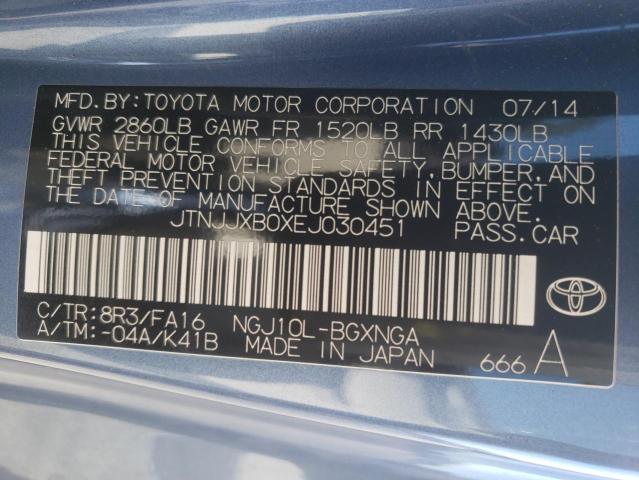 MFD.BY:TOYOTA MOTOR CORPORATION 07/14
GVWR 2860LB GAWR FR 1520LB RR 1430LB
THIS VEHICLE CONFORMS TO ALL APPLICABLE
FEDERAL MOTOR VEHICLE SAFETY,BUMPER,AND
THEFT PREVENTION STANDARDS IN EFFECT ON
THE DATE OF MANUFACTURE SHOWN ABOVE.
JTNJJXB0XEJ030451 PASS.CAR
C/TR:8R3/FA16 NGJ10L-BGXNGA
A/TM:-04A/K41B MADE IN JAPAN
666 A